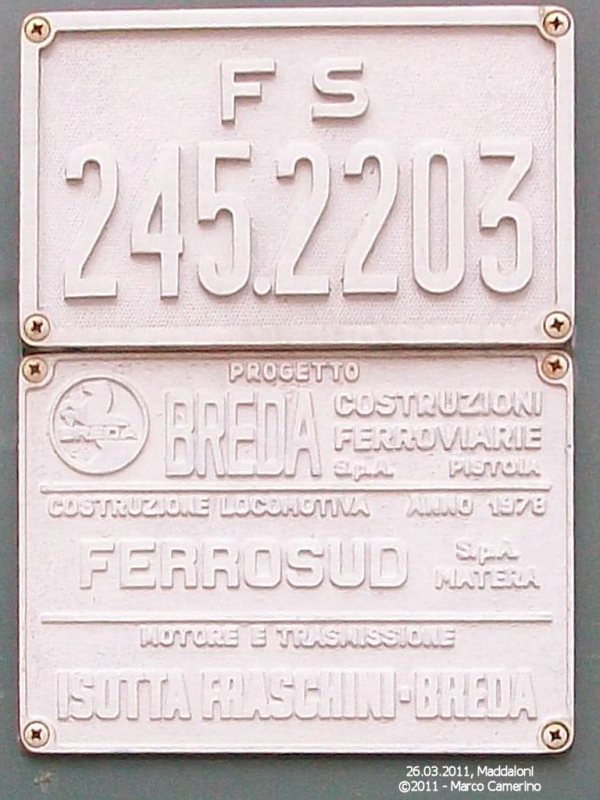 F S
245.2203
PROGETTO
BREDA
BREDA
COSTRUZIONI
FERROVIARIE
S.p.A. PISTOIA
COSTRUZIONE LOCOMOTIVA ANNO 1978
FERROSUD
S.p.A.
MATERA
MOTORE E TRASMISSIONE
ISOTTA FRASCHINI-BREDA
26.03.2011, Maddaloni
©2011 - Marco Camerino